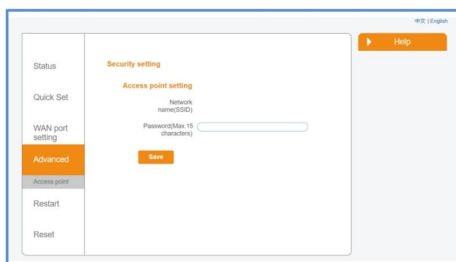 中文 | English
Help
Status
Quick Set
WAN port
setting
Advanced
Access point
Restart
Reset
Security setting
Access point setting
Network
name(SSID)
Password(Max.15
characters)
Save